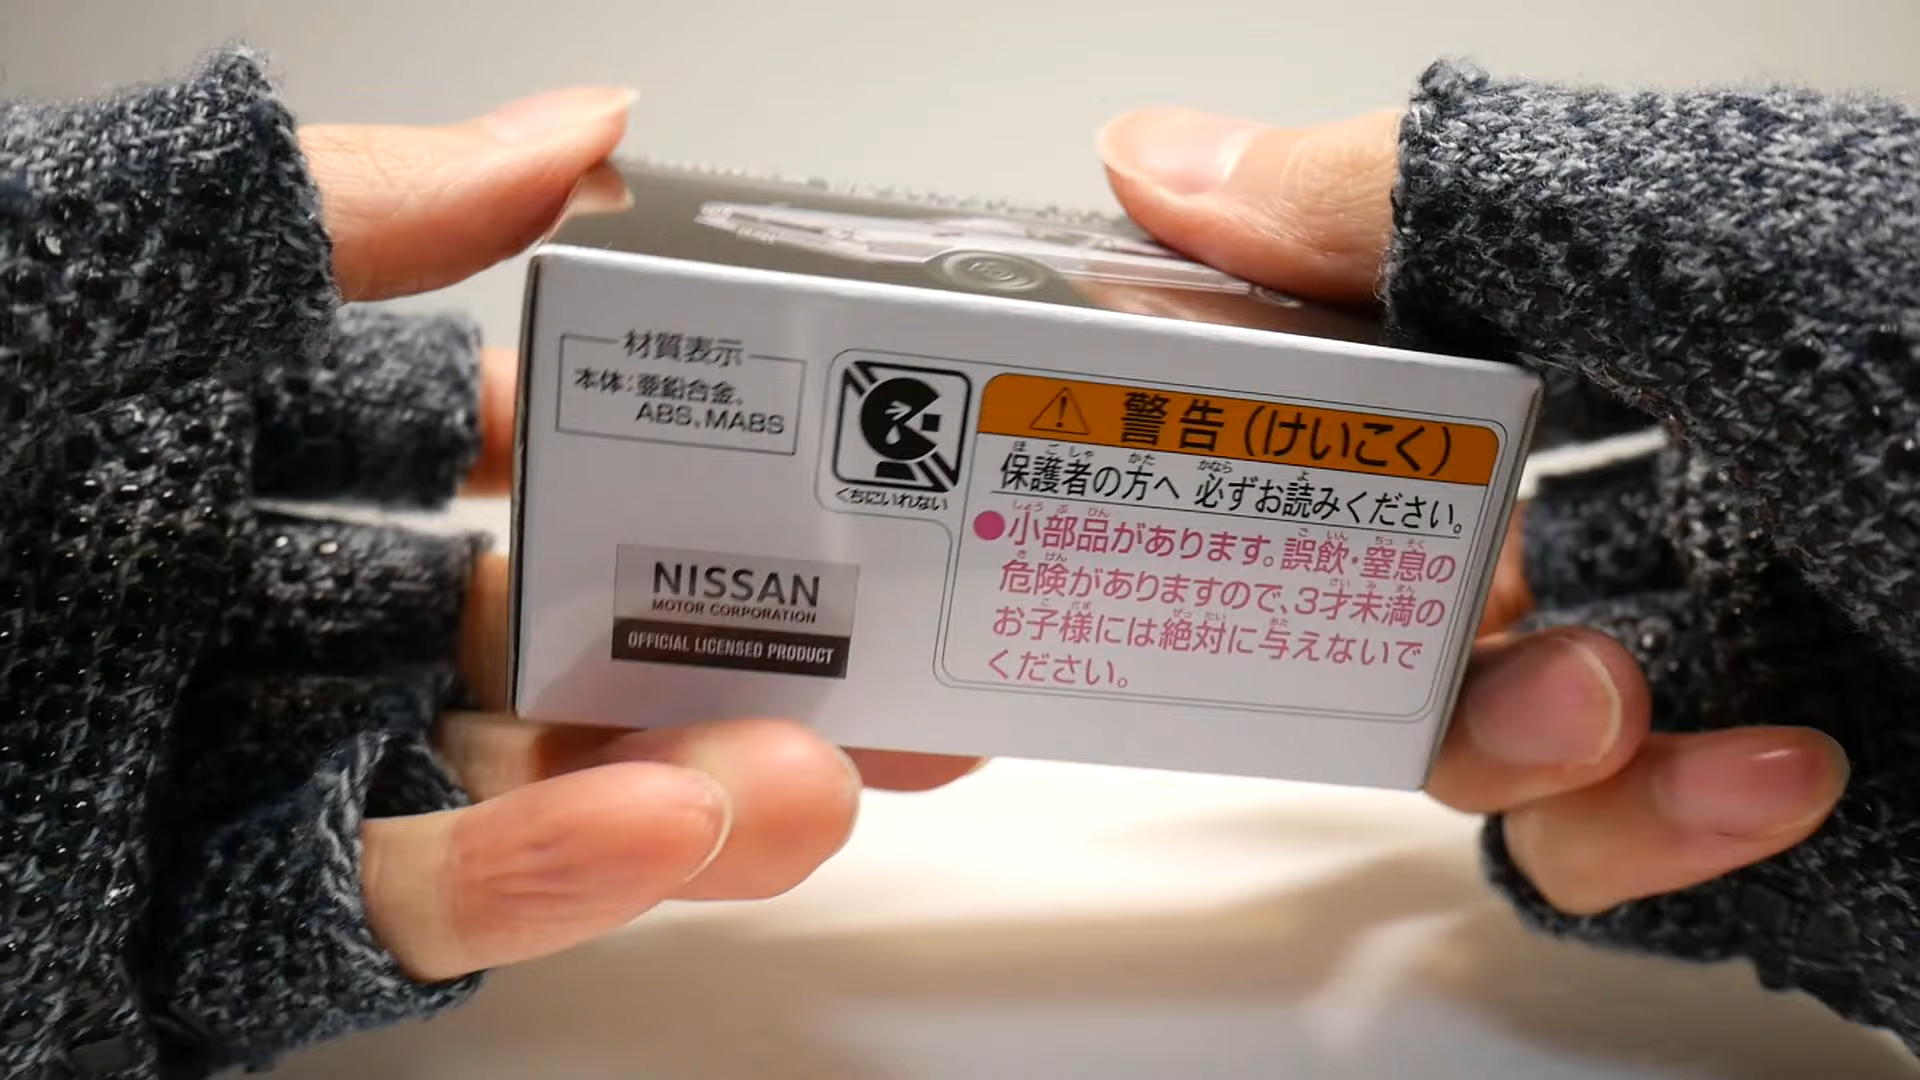 材質表示
本体：亜鉛合金、
ABS、MABS
くちにいれない
NISSAN
MOTOR CORPORATION
OFFICIAL LICENSED PRODUCT
警告（けいこく）
保護者の方へ 必ずお読みください。
●小部品があります。誤飲・窒息の
危険がありますので、3才未満の
お子様には絶対に与えないで
ください。